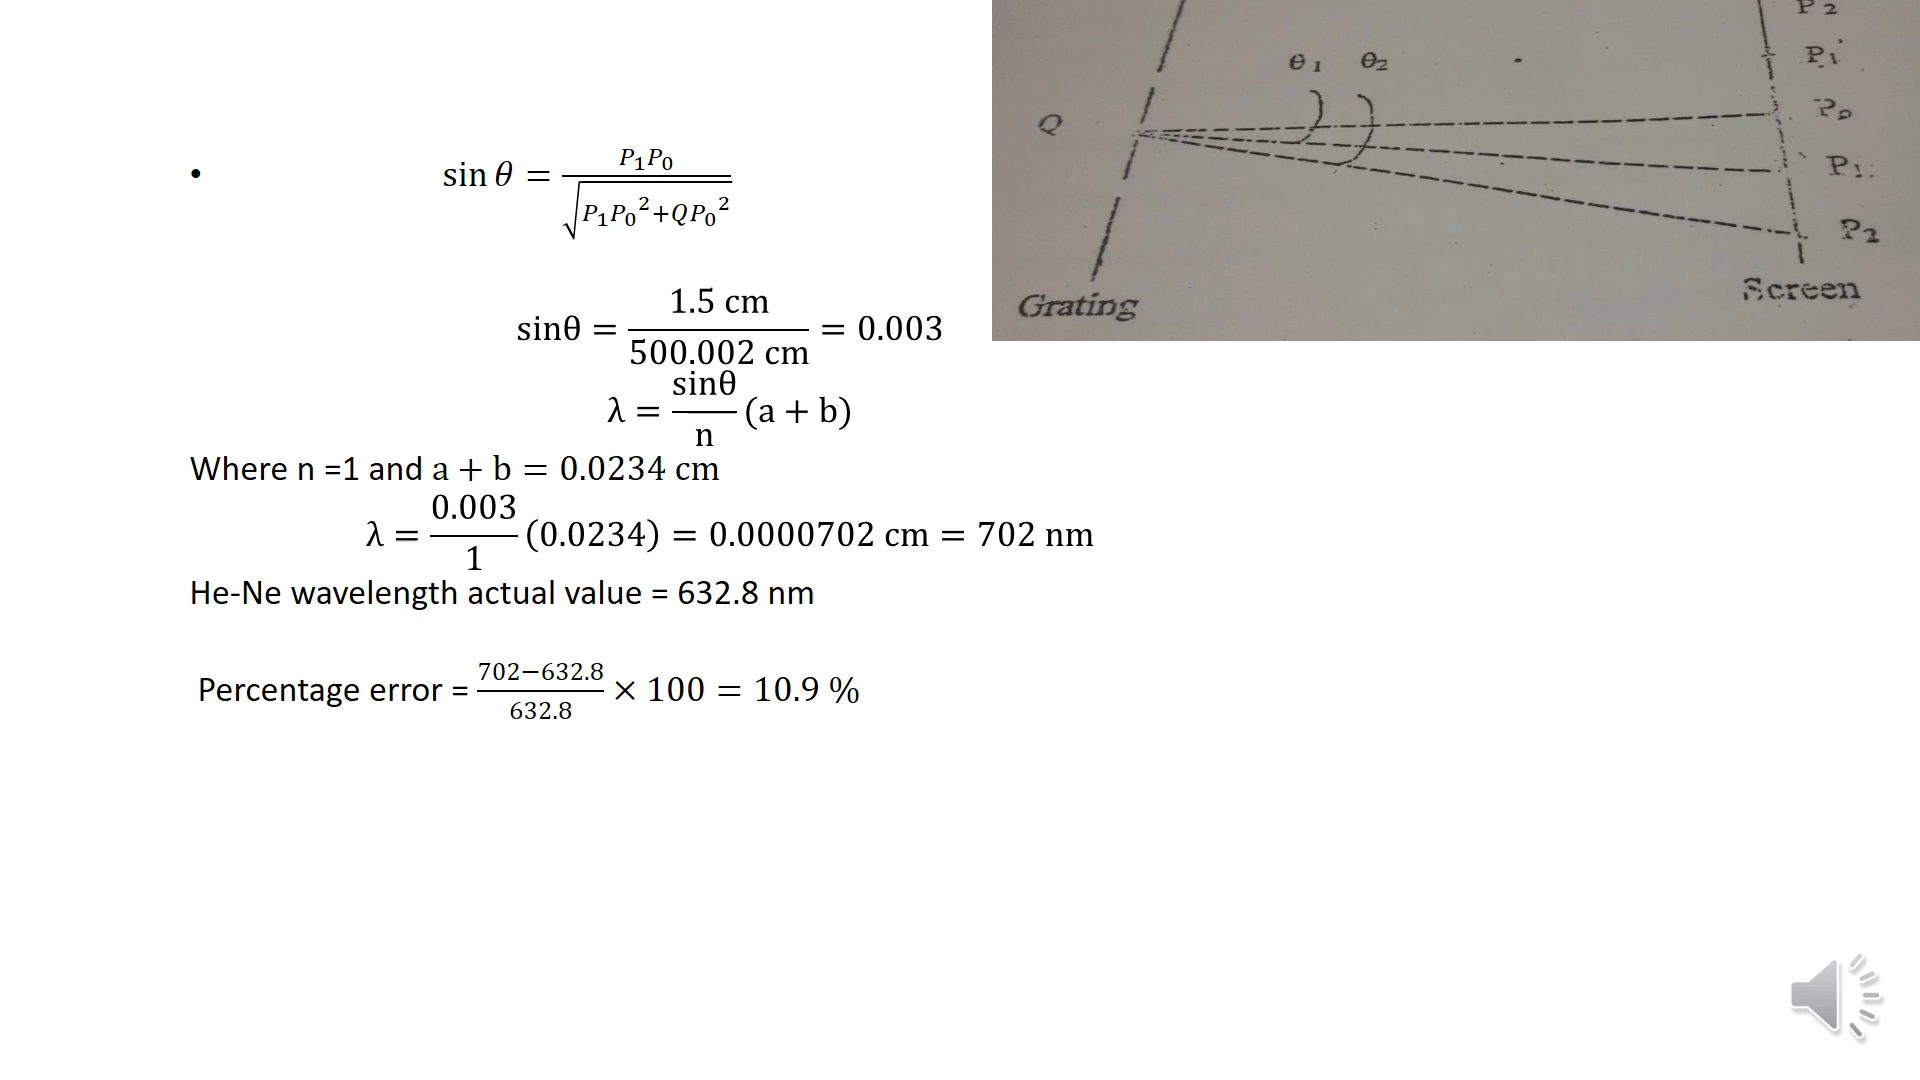 • sin θ = P₁P₀ / √(P₁P₀² + QP₀²)
sinθ = 1.5 cm / 500.002 cm = 0.003
λ = sinθ / n (a + b)
Where n =1 and a + b = 0.0234 cm
λ = 0.003 / 1 (0.0234) = 0.0000702 cm = 702 nm
He-Ne wavelength actual value = 632.8 nm
Percentage error = 702−632.8 / 632.8 × 100 = 10.9 %
P₂
θ₁ θ₂
P₁
Q
P₀
P₁
P₂
Screen
Grating